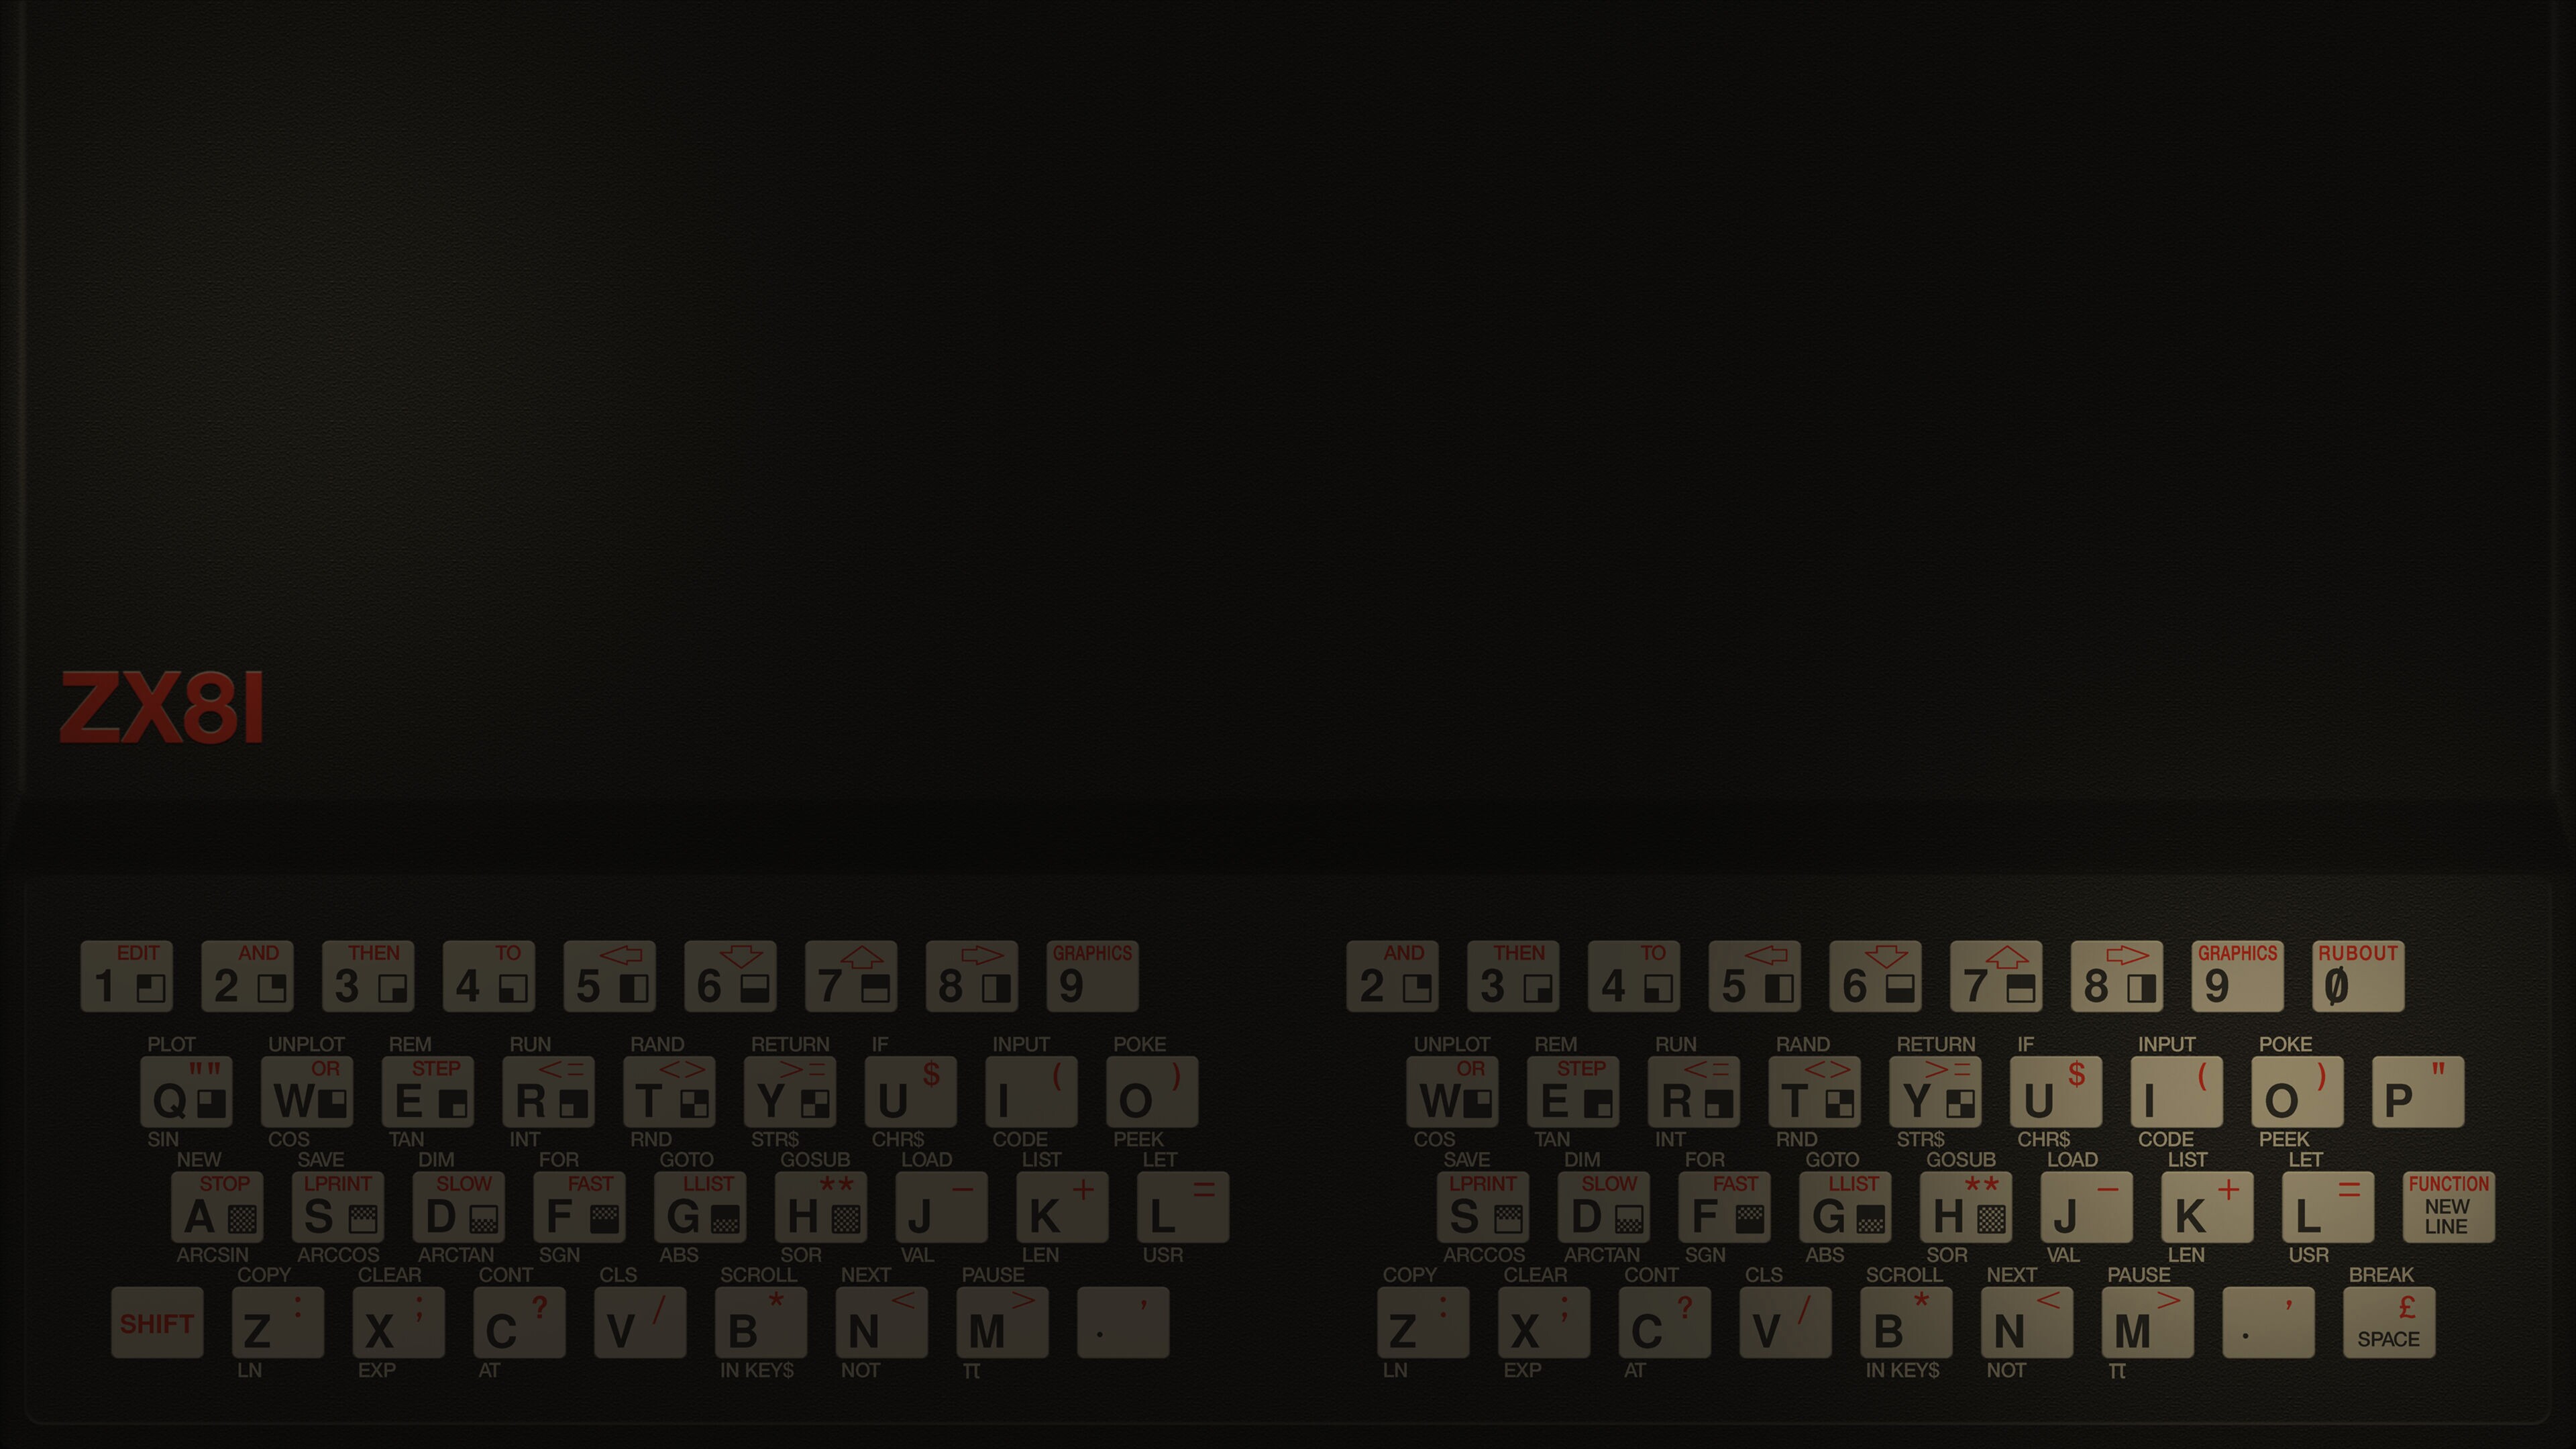 ZX8I
EDIT AND THEN TO GRAPHICS AND THEN TO GRAPHICS RUBOUT
1 2 3 4 5 6 7 8 9 2 3 4 5 6 7 8 9 0
PLOT UNPLOT REM RUN RAND RETURN IF INPUT POKE UNPLOT REM RUN RAND RETURN IF INPUT POKE
"" OR STEP <= <> >= $ ( ) OR STEP <= <> >= $ ( ) "
Q W E R T Y U I O W E R T Y U I O P
SIN COS TAN INT RND STR$ CHR$ CODE PEEK COS TAN INT RND STR$ CHR$ CODE PEEK
NEW SAVE DIM FOR GOTO GOSUB LOAD LIST LET SAVE DIM FOR GOTO GOSUB LOAD LIST LET
STOP LPRINT SLOW FAST LLIST ** − + = LPRINT SLOW FAST LLIST ** − + = FUNCTION
A S D F G H J K L S D F G H J K L NEW
LINE
ARCSIN ARCCOS ARCTAN SGN ABS SOR VAL LEN USR ARCCOS ARCTAN SGN ABS SOR VAL LEN USR
COPY CLEAR CONT CLS SCROLL NEXT PAUSE COPY CLEAR CONT CLS SCROLL NEXT PAUSE BREAK
: ; ? / * < > , : ; ? / * < > , £
SHIFT Z X C V B N M . Z X C V B N M . SPACE
LN EXP AT IN KEY$ NOT π LN EXP AT IN KEY$ NOT π